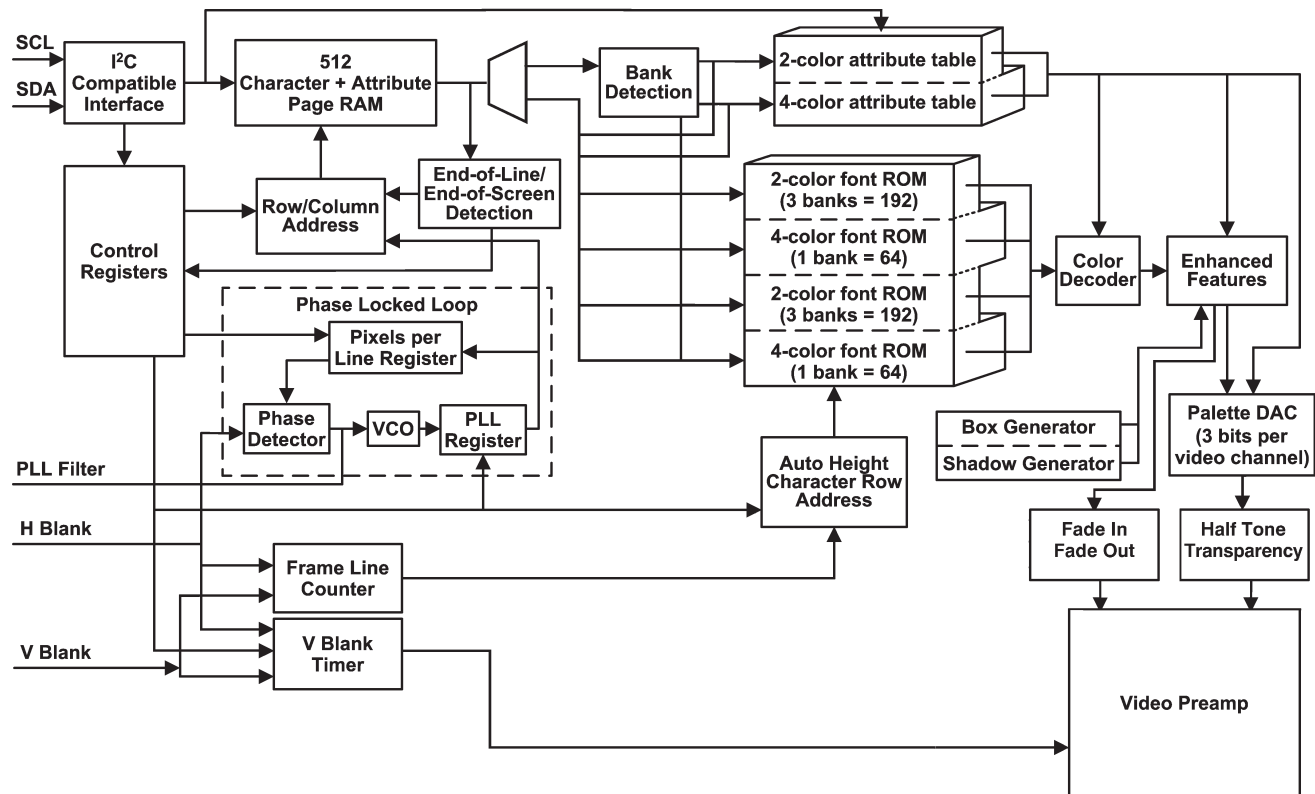 SCL
SDA
I²C
Compatible
Interface
512
Character + Attribute
Page RAM
Bank
Detection
2-color attribute table
4-color attribute table
Control
Registers
Row/Column
Address
End-of-Line/
End-of-Screen
Detection
2-color font ROM
(3 banks = 192)
4-color font ROM
(1 bank = 64)
2-color font ROM
(3 banks = 192)
4-color font ROM
(1 bank = 64)
Color
Decoder
Enhanced
Features
Phase Locked Loop
Pixels per
Line Register
Phase
Detector
VCO
PLL
Register
Box Generator
Shadow Generator
Palette DAC
(3 bits per
video channel)
PLL Filter
Auto Height
Character Row
Address
H Blank
Fade In
Fade Out
Half Tone
Transparency
Frame Line
Counter
V Blank
V Blank
Timer
Video Preamp